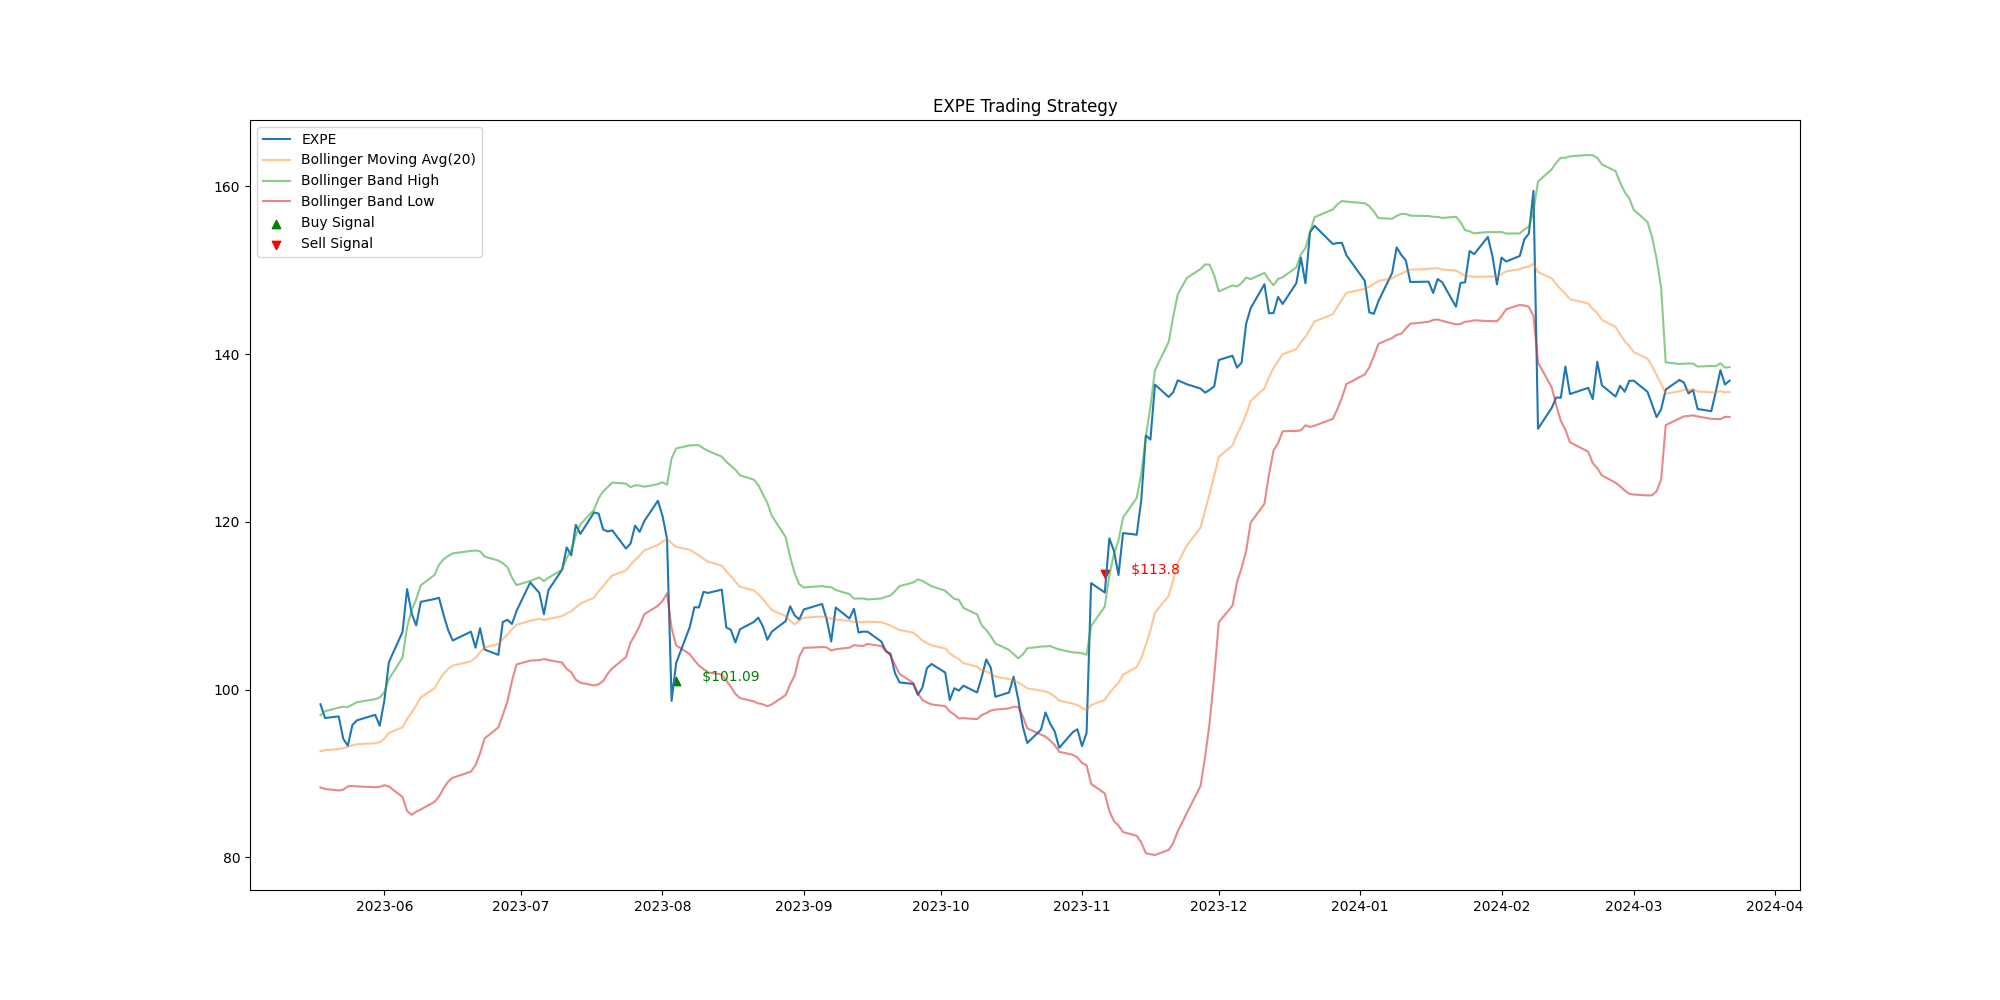 EXPE Trading Strategy
EXPE
Bollinger Moving Avg(20)
Bollinger Band High
Bollinger Band Low
Buy Signal
Sell Signal
160
140
120
100
80
$113.8
$101.09
2023-06 2023-07 2023-08 2023-09 2023-10 2023-11 2023-12 2024-01 2024-02 2024-03 2024-04